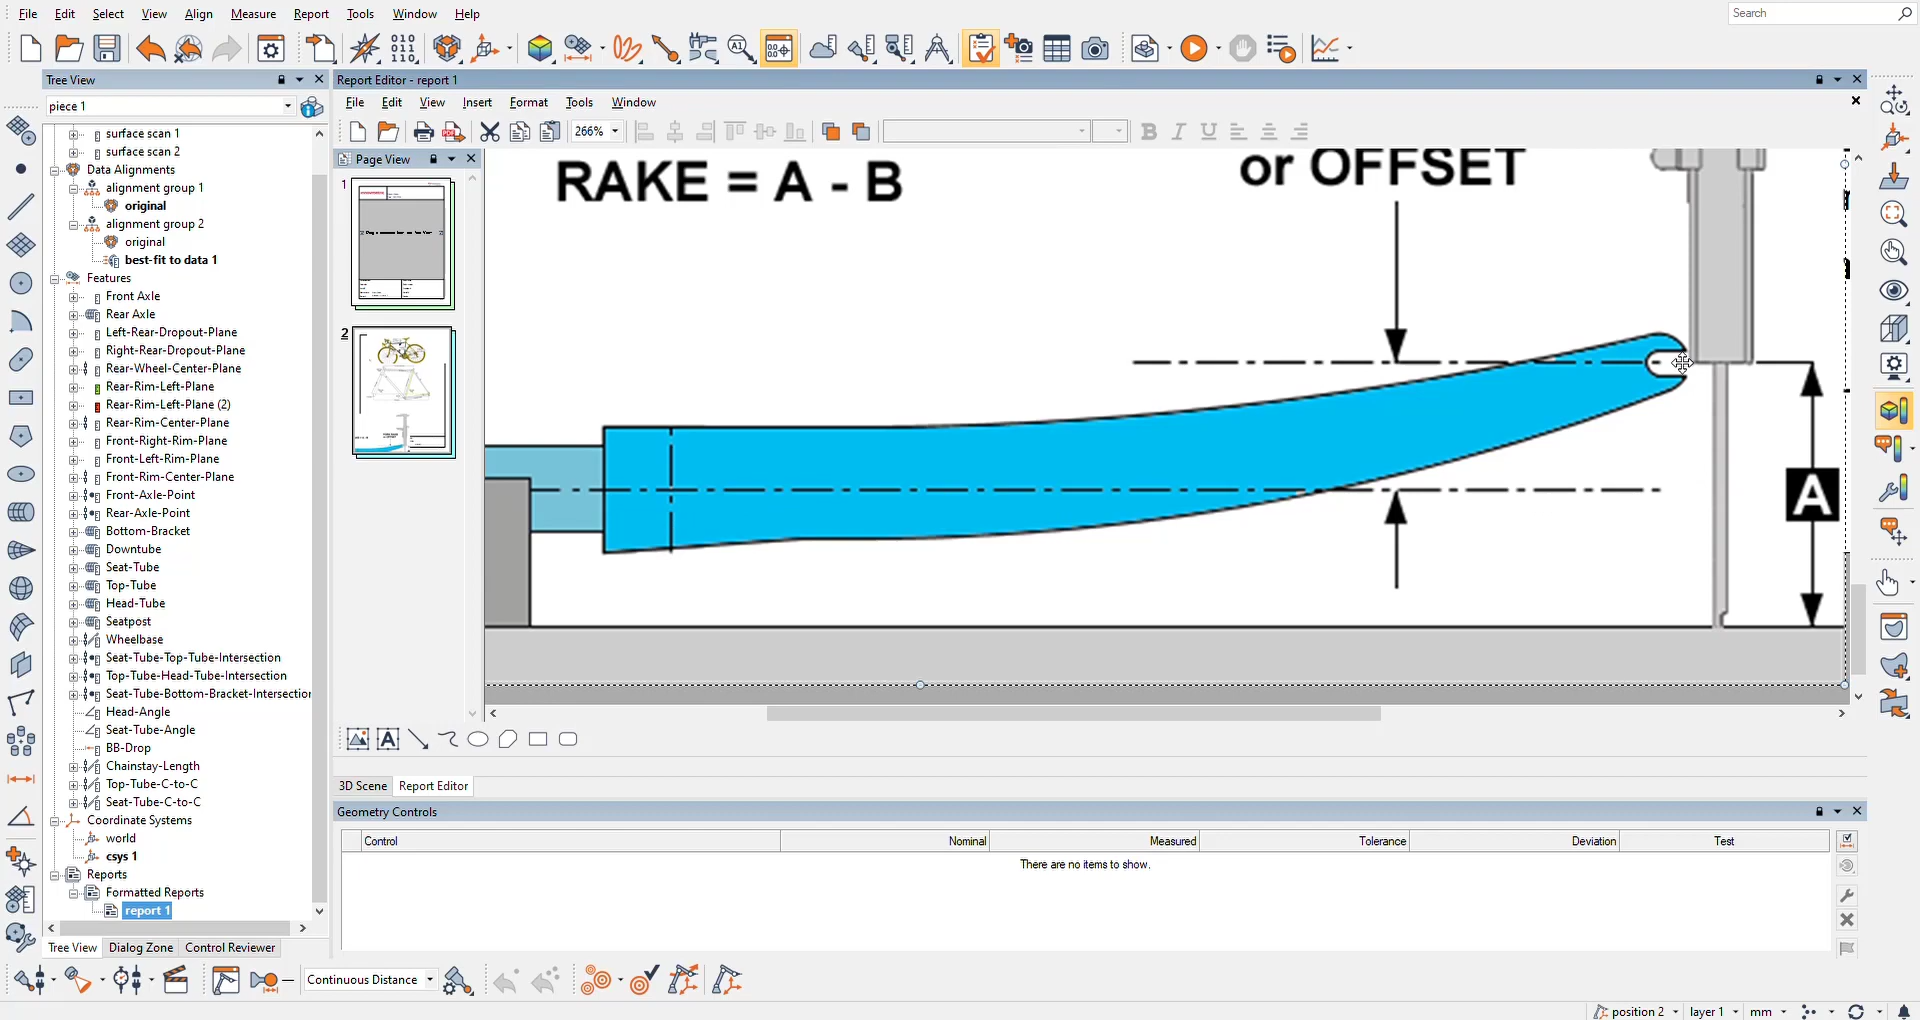 File Edit Select View Align Measure Report Tools Window Help
Search
Tree View
Report Editor - report 1
piece 1
File Edit View Insert Format Tools Window
266%
surface scan 1
surface scan 2
Data Alignments
alignment group 1
original
alignment group 2
original
best-fit to data 1
Features
Front Axle
Rear Axle
Left-Rear-Dropout-Plane
Right-Rear-Dropout-Plane
Rear-Wheel-Center-Plane
Rear-Rim-Left-Plane
Rear-Rim-Left-Plane (2)
Rear-Rim-Center-Plane
Front-Right-Rim-Plane
Front-Left-Rim-Plane
Front-Rim-Center-Plane
Front-Axle-Point
Rear-Axle-Point
Bottom-Bracket
Downtube
Seat-Tube
Top-Tube
Head-Tube
Seatpost
Wheelbase
Seat-Tube-Top-Tube-Intersection
Top-Tube-Head-Tube-Intersection
Seat-Tube-Bottom-Bracket-Intersection
Head-Angle
Seat-Tube-Angle
BB-Drop
Chainstay-Length
Top-Tube-C-to-C
Seat-Tube-C-to-C
Coordinate Systems
world
csys 1
Reports
Formatted Reports
report 1
Tree View Dialog Zone Control Reviewer
Page View
1
2
RAKE = A - B
or OFFSET
A
3D Scene Report Editor
Geometry Controls
Control Nominal Measured Tolerance Deviation Test
There are no items to show.
Continuous Distance
position 2 layer 1 mm